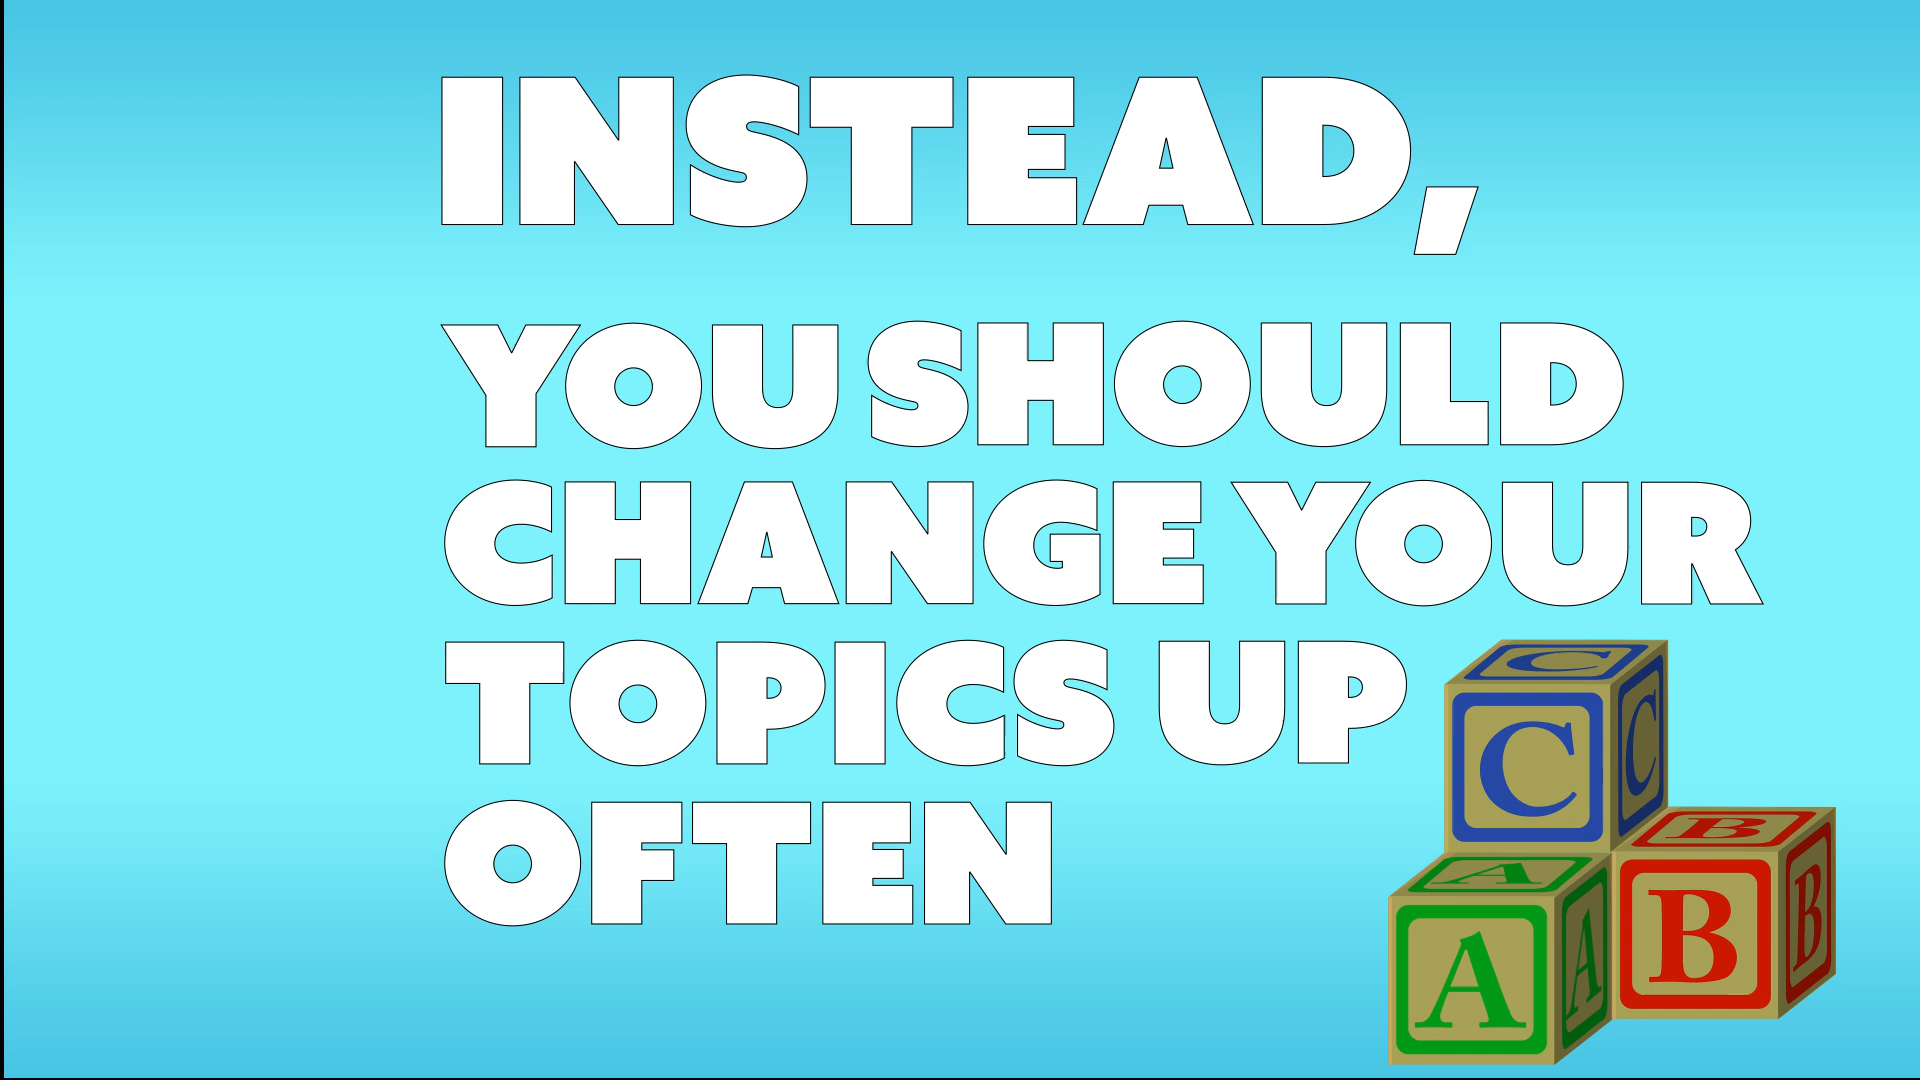 INSTEAD,
YOU SHOULD
CHANGE YOUR
TOPICS UP
OFTEN
C
C
C
B
A
B
B
A
A